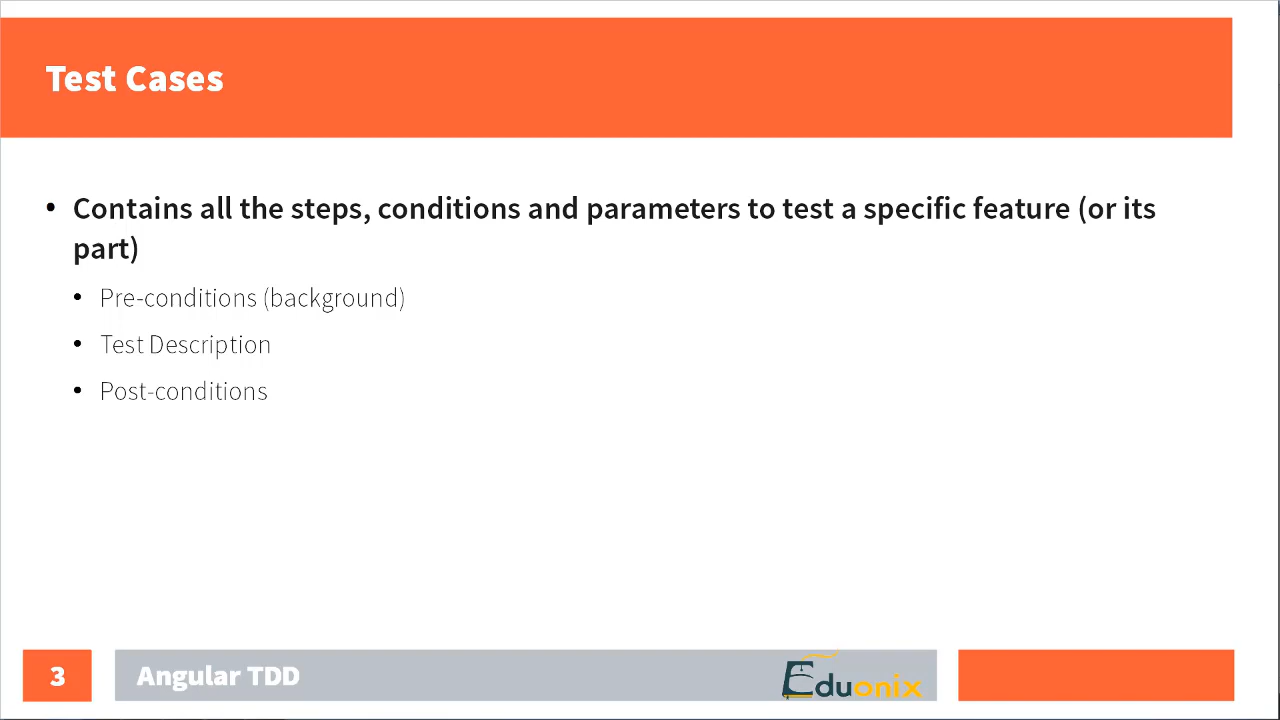 Test Cases
• Contains all the steps, conditions and parameters to test a specific feature (or its
part)
• Pre-conditions (background)
• Test Description
• Post-conditions
3
Angular TDD
Eduonix